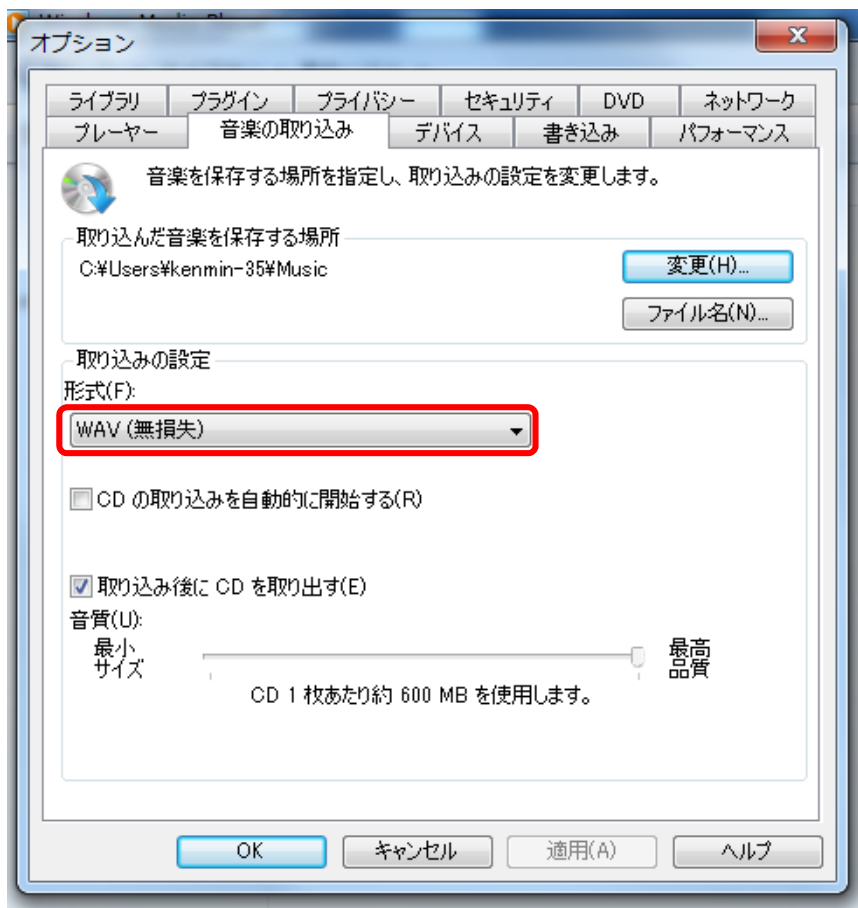 Windows Media Player
オプション
ライブラリ プラグイン プライバシー セキュリティ DVD ネットワーク
プレーヤー 音楽の取り込み デバイス 書き込み パフォーマンス
音楽を保存する場所を指定し、取り込みの設定を変更します。
取り込んだ音楽を保存する場所
C:¥Users¥kenmin-35¥Music 変更(H)...
ファイル名(N)...
取り込みの設定
形式(F):
WAV (無損失)
CD の取り込みを自動的に開始する(R)
取り込み後に CD を取り出す(E)
音質(U):
最小 最高
サイズ 品質
CD 1 枚あたり約 600 MB を使用します。
OK キャンセル 適用(A) ヘルプ